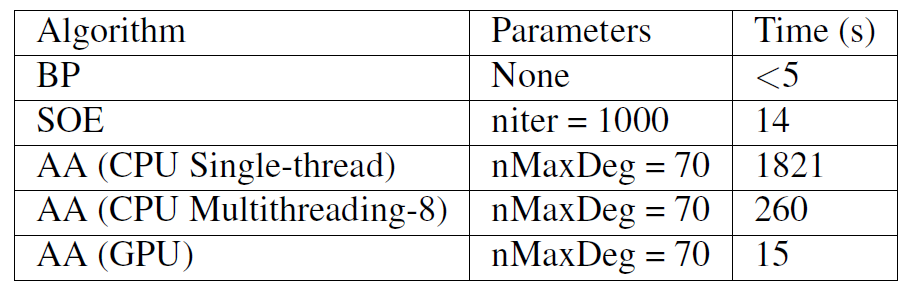 Algorithm Parameters Time (s)
BP None <5
SOE niter = 1000 14
AA (CPU Single-thread) nMaxDeg = 70 1821
AA (CPU Multithreading-8) nMaxDeg = 70 260
AA (GPU) nMaxDeg = 70 15